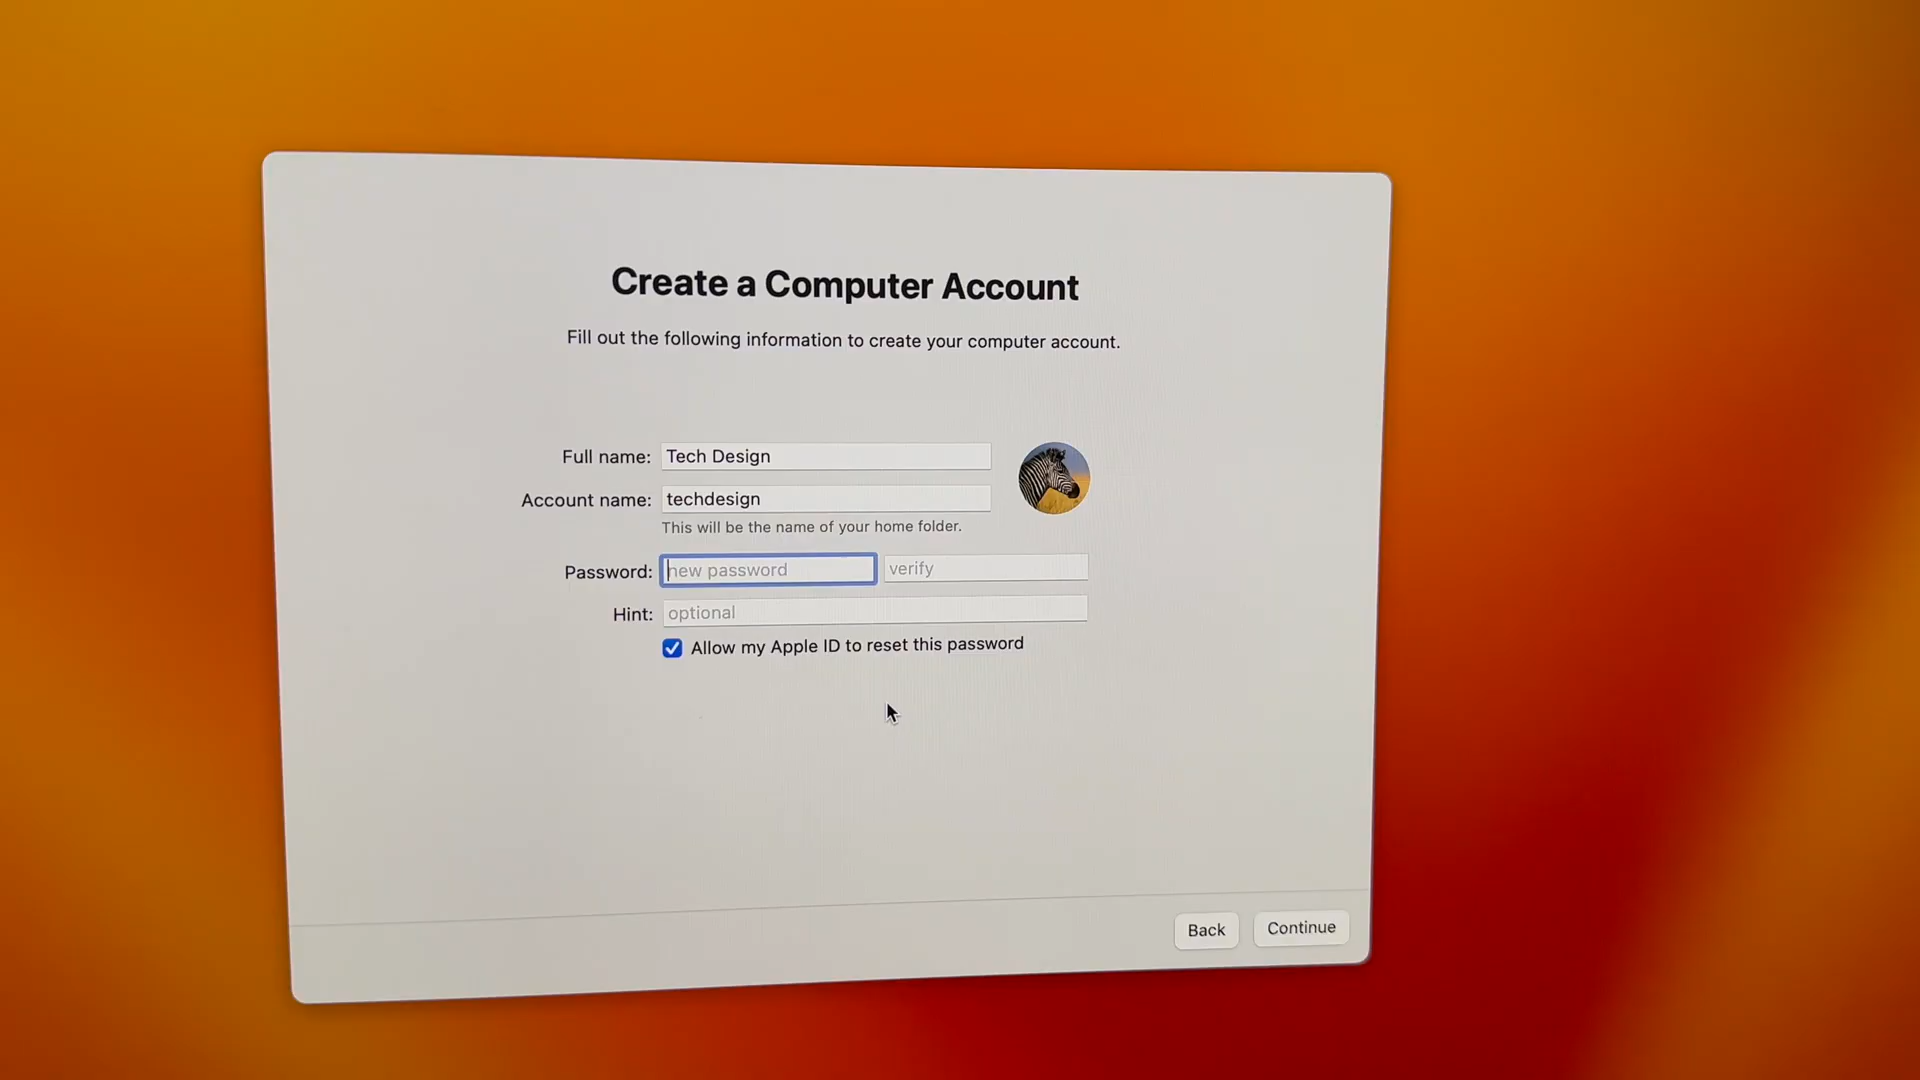 Create a Computer Account
Fill out the following information to create your computer account.
Full name: Tech Design
Account name: techdesign
This will be the name of your home folder.
Password: new password verify
Hint: optional
Allow my Apple ID to reset this password
Back Continue